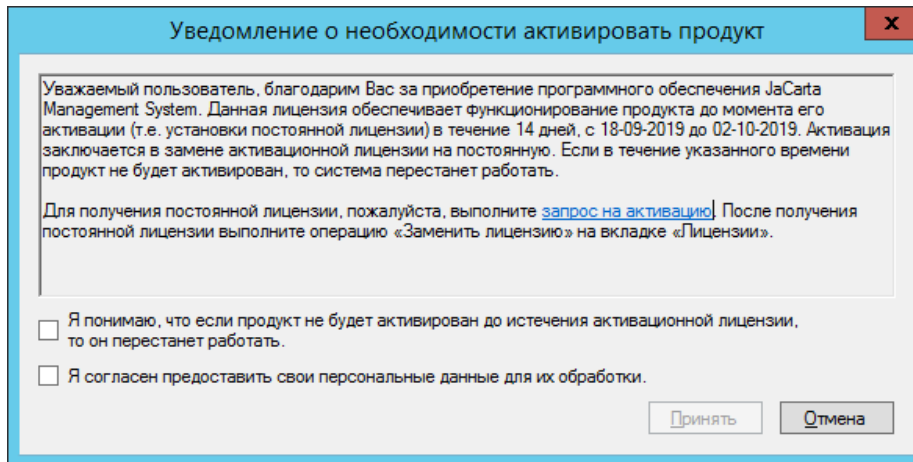 Уведомление о необходимости активировать продукт
x
Уважаемый пользователь, благодарим Вас за приобретение программного обеспечения JaCarta
Management System. Данная лицензия обеспечивает функционирование продукта до момента его
активации (т.е. установки постоянной лицензии) в течение 14 дней, с 18-09-2019 до 02-10-2019. Активация
заключается в замене активационной лицензии на постоянную. Если в течение указанного времени
продукт не будет активирован, то система перестанет работать.
Для получения постоянной лицензии, пожалуйста, выполните запрос на активацию. После получения
постоянной лицензии выполните операцию «Заменить лицензию» на вкладке «Лицензии».
Я понимаю, что если продукт не будет активирован до истечения активационной лицензии,
то он перестанет работать.
Я согласен предоставить свои персональные данные для их обработки.
Принять
Отмена